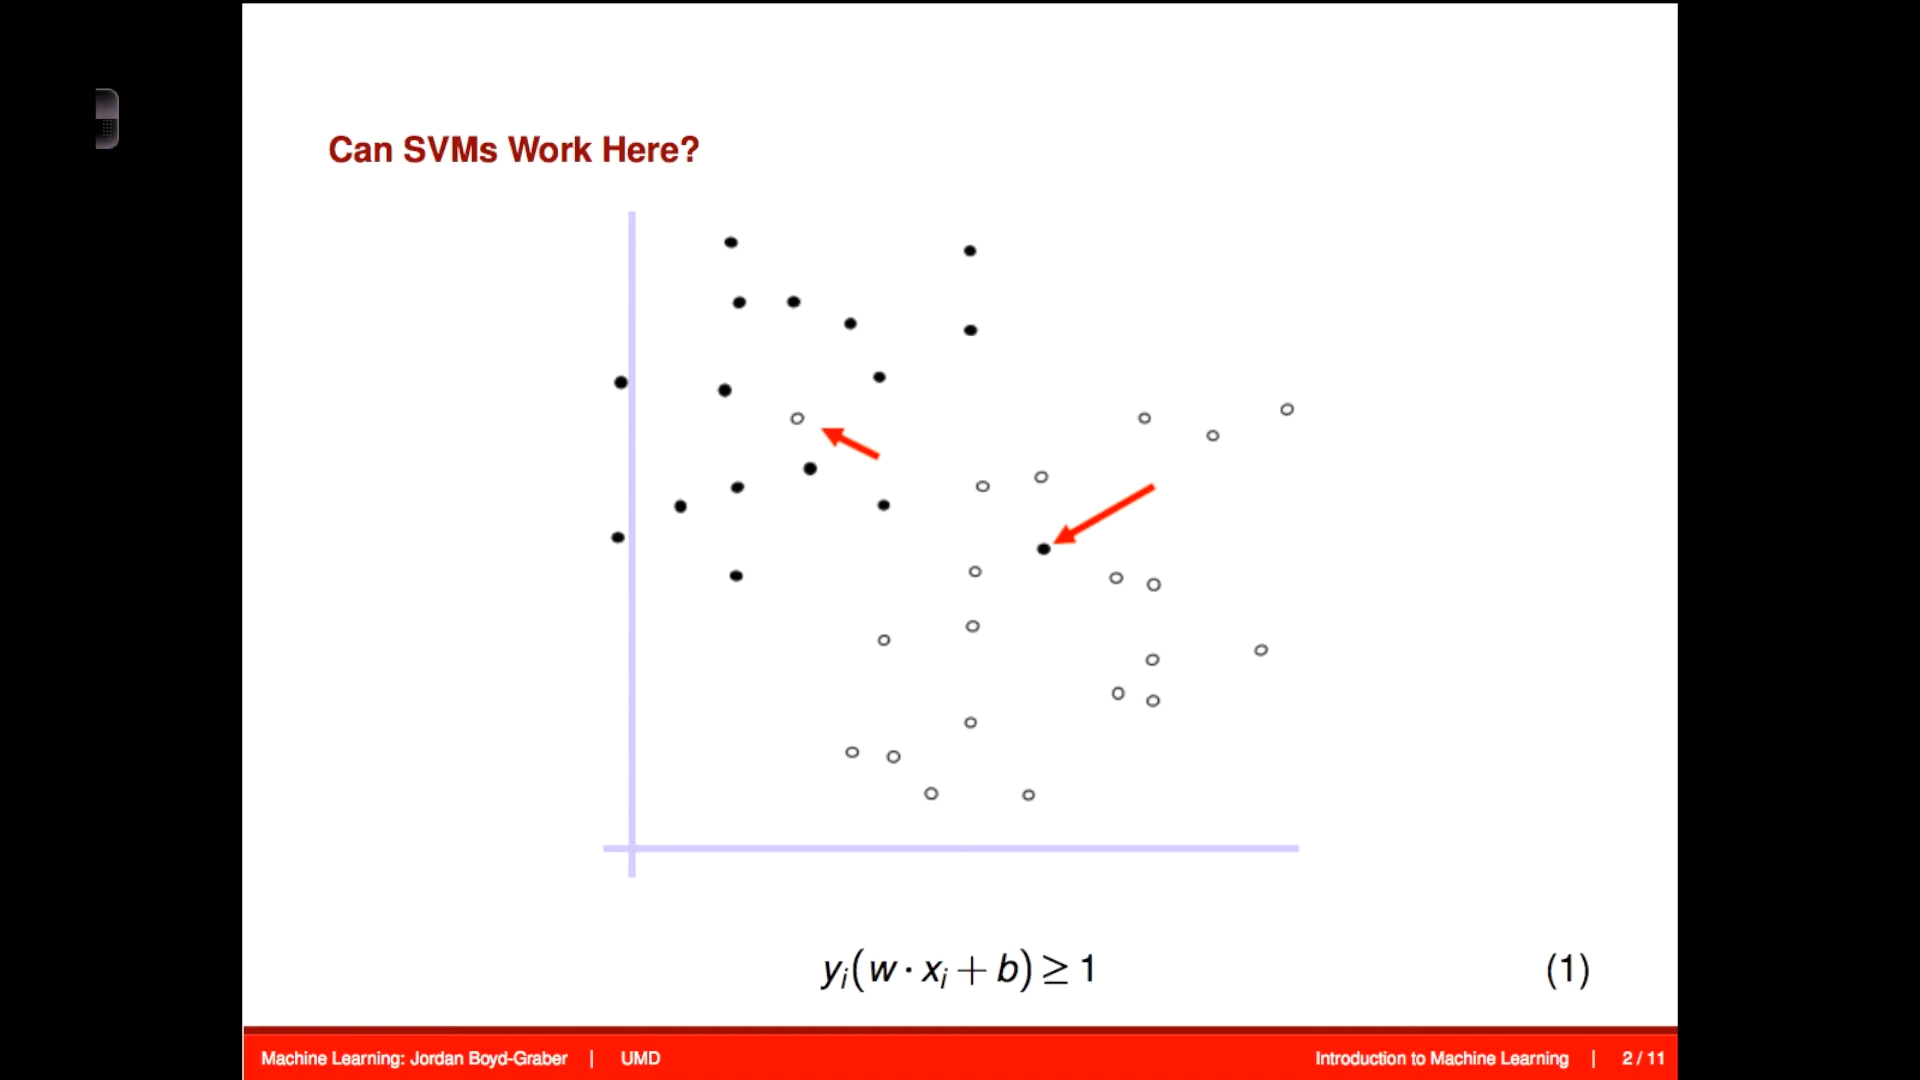 Can SVMs Work Here?
yᵢ(w · xᵢ + b) ≥ 1 (1)
Machine Learning: Jordan Boyd-Graber | UMD Introduction to Machine Learning | 2 / 11